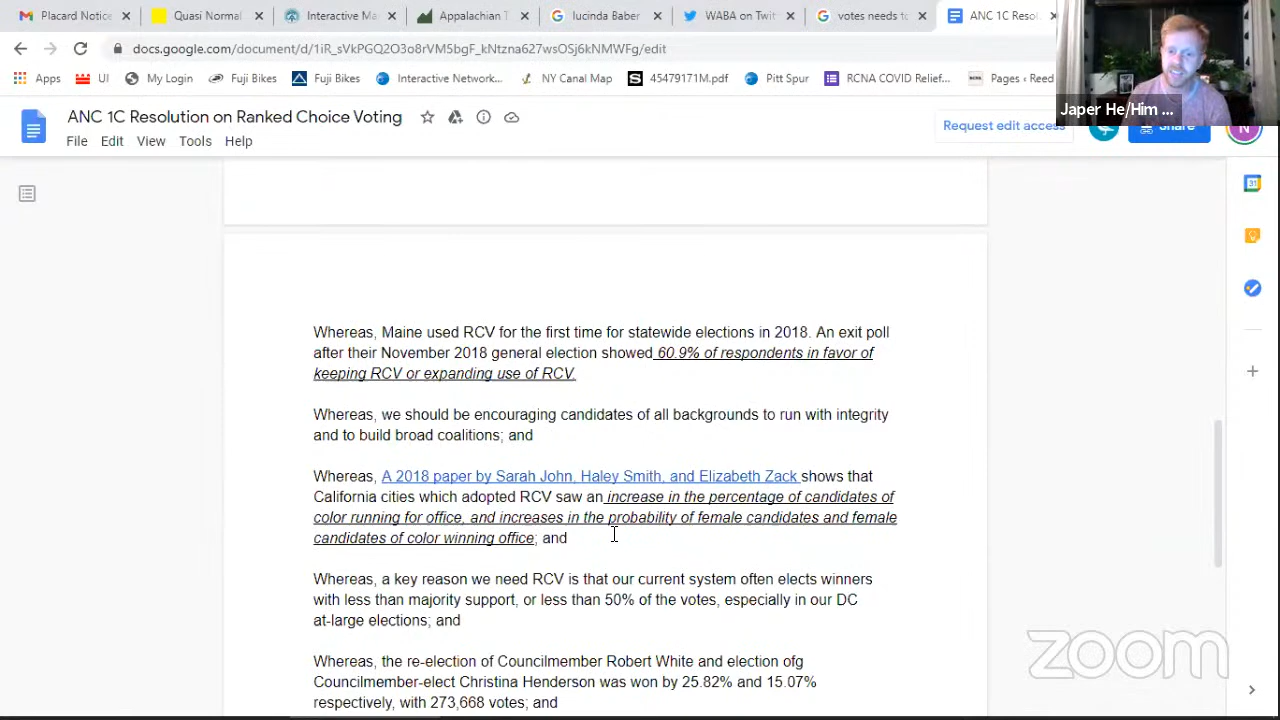 Placard Notice
Quasi Norma
Interactive Ma
Appalachian
lucinda Baber
WABA on Twit
votes needs to
ANC 1C Resol
docs.google.com/document/d/1iR_sVkPGQ2O3o8rVM5bgF_kNtzna627wsOSj6kNMWFg/edit
Apps
UI
My Login
Fuji Bikes
Fuji Bikes
Interactive Network...
NY Canal Map
45479171M.pdf
Pitt Spur
RCNA COVID Relief...
Pages ‹ Reed
Japer He/Him ...
ANC 1C Resolution on Ranked Choice Voting
Request edit access
Share
N
File Edit View Tools Help
31
Whereas, Maine used RCV for the first time for statewide elections in 2018. An exit poll
after their November 2018 general election showed 60.9% of respondents in favor of
keeping RCV or expanding use of RCV.
Whereas, we should be encouraging candidates of all backgrounds to run with integrity
and to build broad coalitions; and
Whereas, A 2018 paper by Sarah John, Haley Smith, and Elizabeth Zack shows that
California cities which adopted RCV saw an increase in the percentage of candidates of
color running for office, and increases in the probability of female candidates and female
candidates of color winning office; and
Whereas, a key reason we need RCV is that our current system often elects winners
with less than majority support, or less than 50% of the votes, especially in our DC
at-large elections; and
Whereas, the re-election of Councilmember Robert White and election ofg
Councilmember-elect Christina Henderson was won by 25.82% and 15.07%
respectively, with 273,668 votes; and
zoom